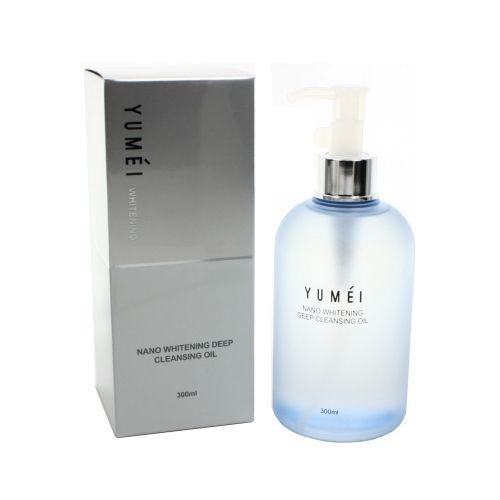 YUMÉI
WHITENING
NANO WHITENING DEEP
CLEANSING OIL
300ml
YUMÉI
NANO WHITENING
DEEP CLEANSING OIL
300ml